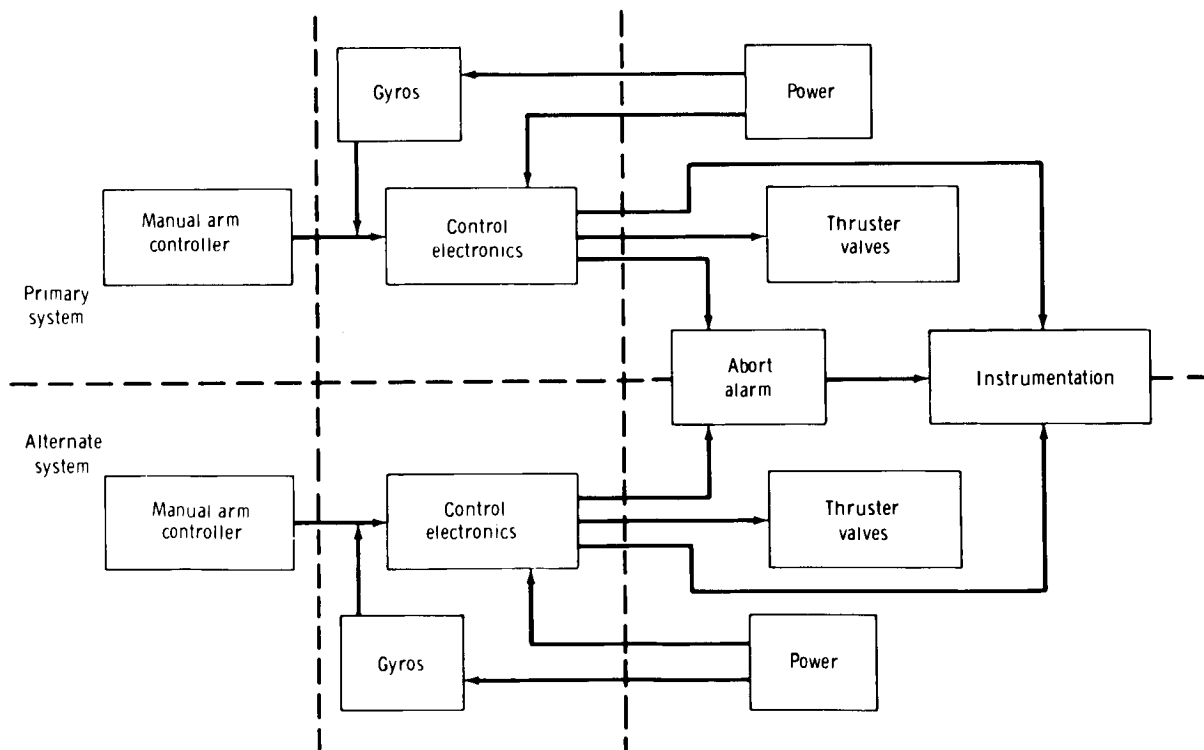 Gyros
Power
Manual arm
controller
Control
electronics
Thruster
valves
Primary
system
Abort
alarm
Instrumentation
Alternate
system
Manual arm
controller
Control
electronics
Thruster
valves
Gyros
Power